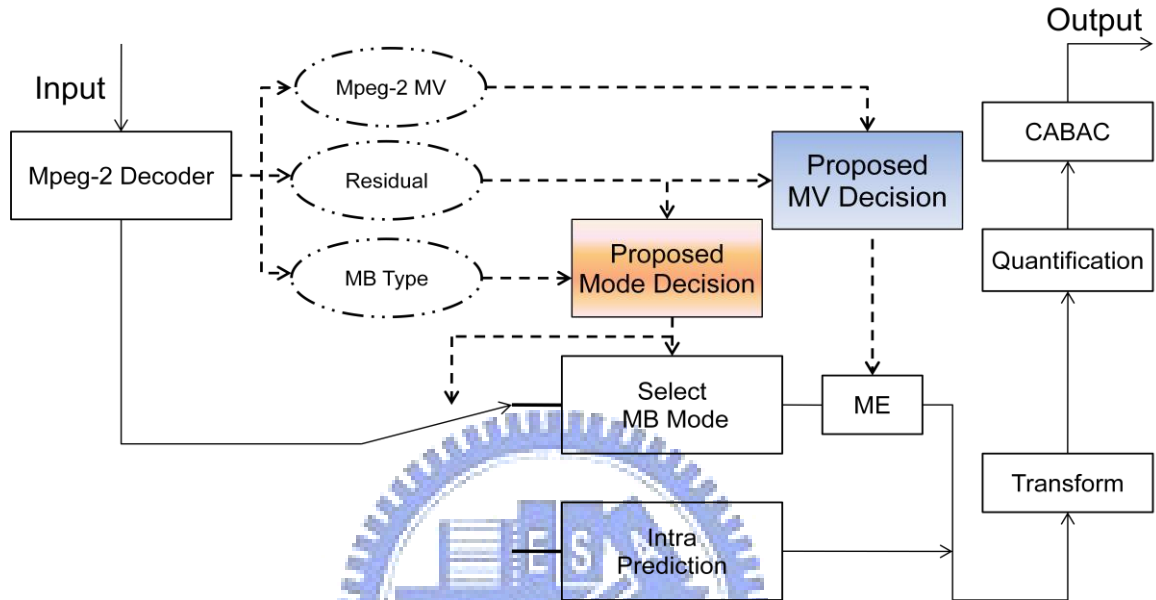 Output
Input
Mpeg-2 MV
CABAC
Mpeg-2 Decoder
Residual
Proposed
MV Decision
MB Type
Proposed
Mode Decision
Quantification
Select
MB Mode
ME
Transform
Intra
Prediction
E S